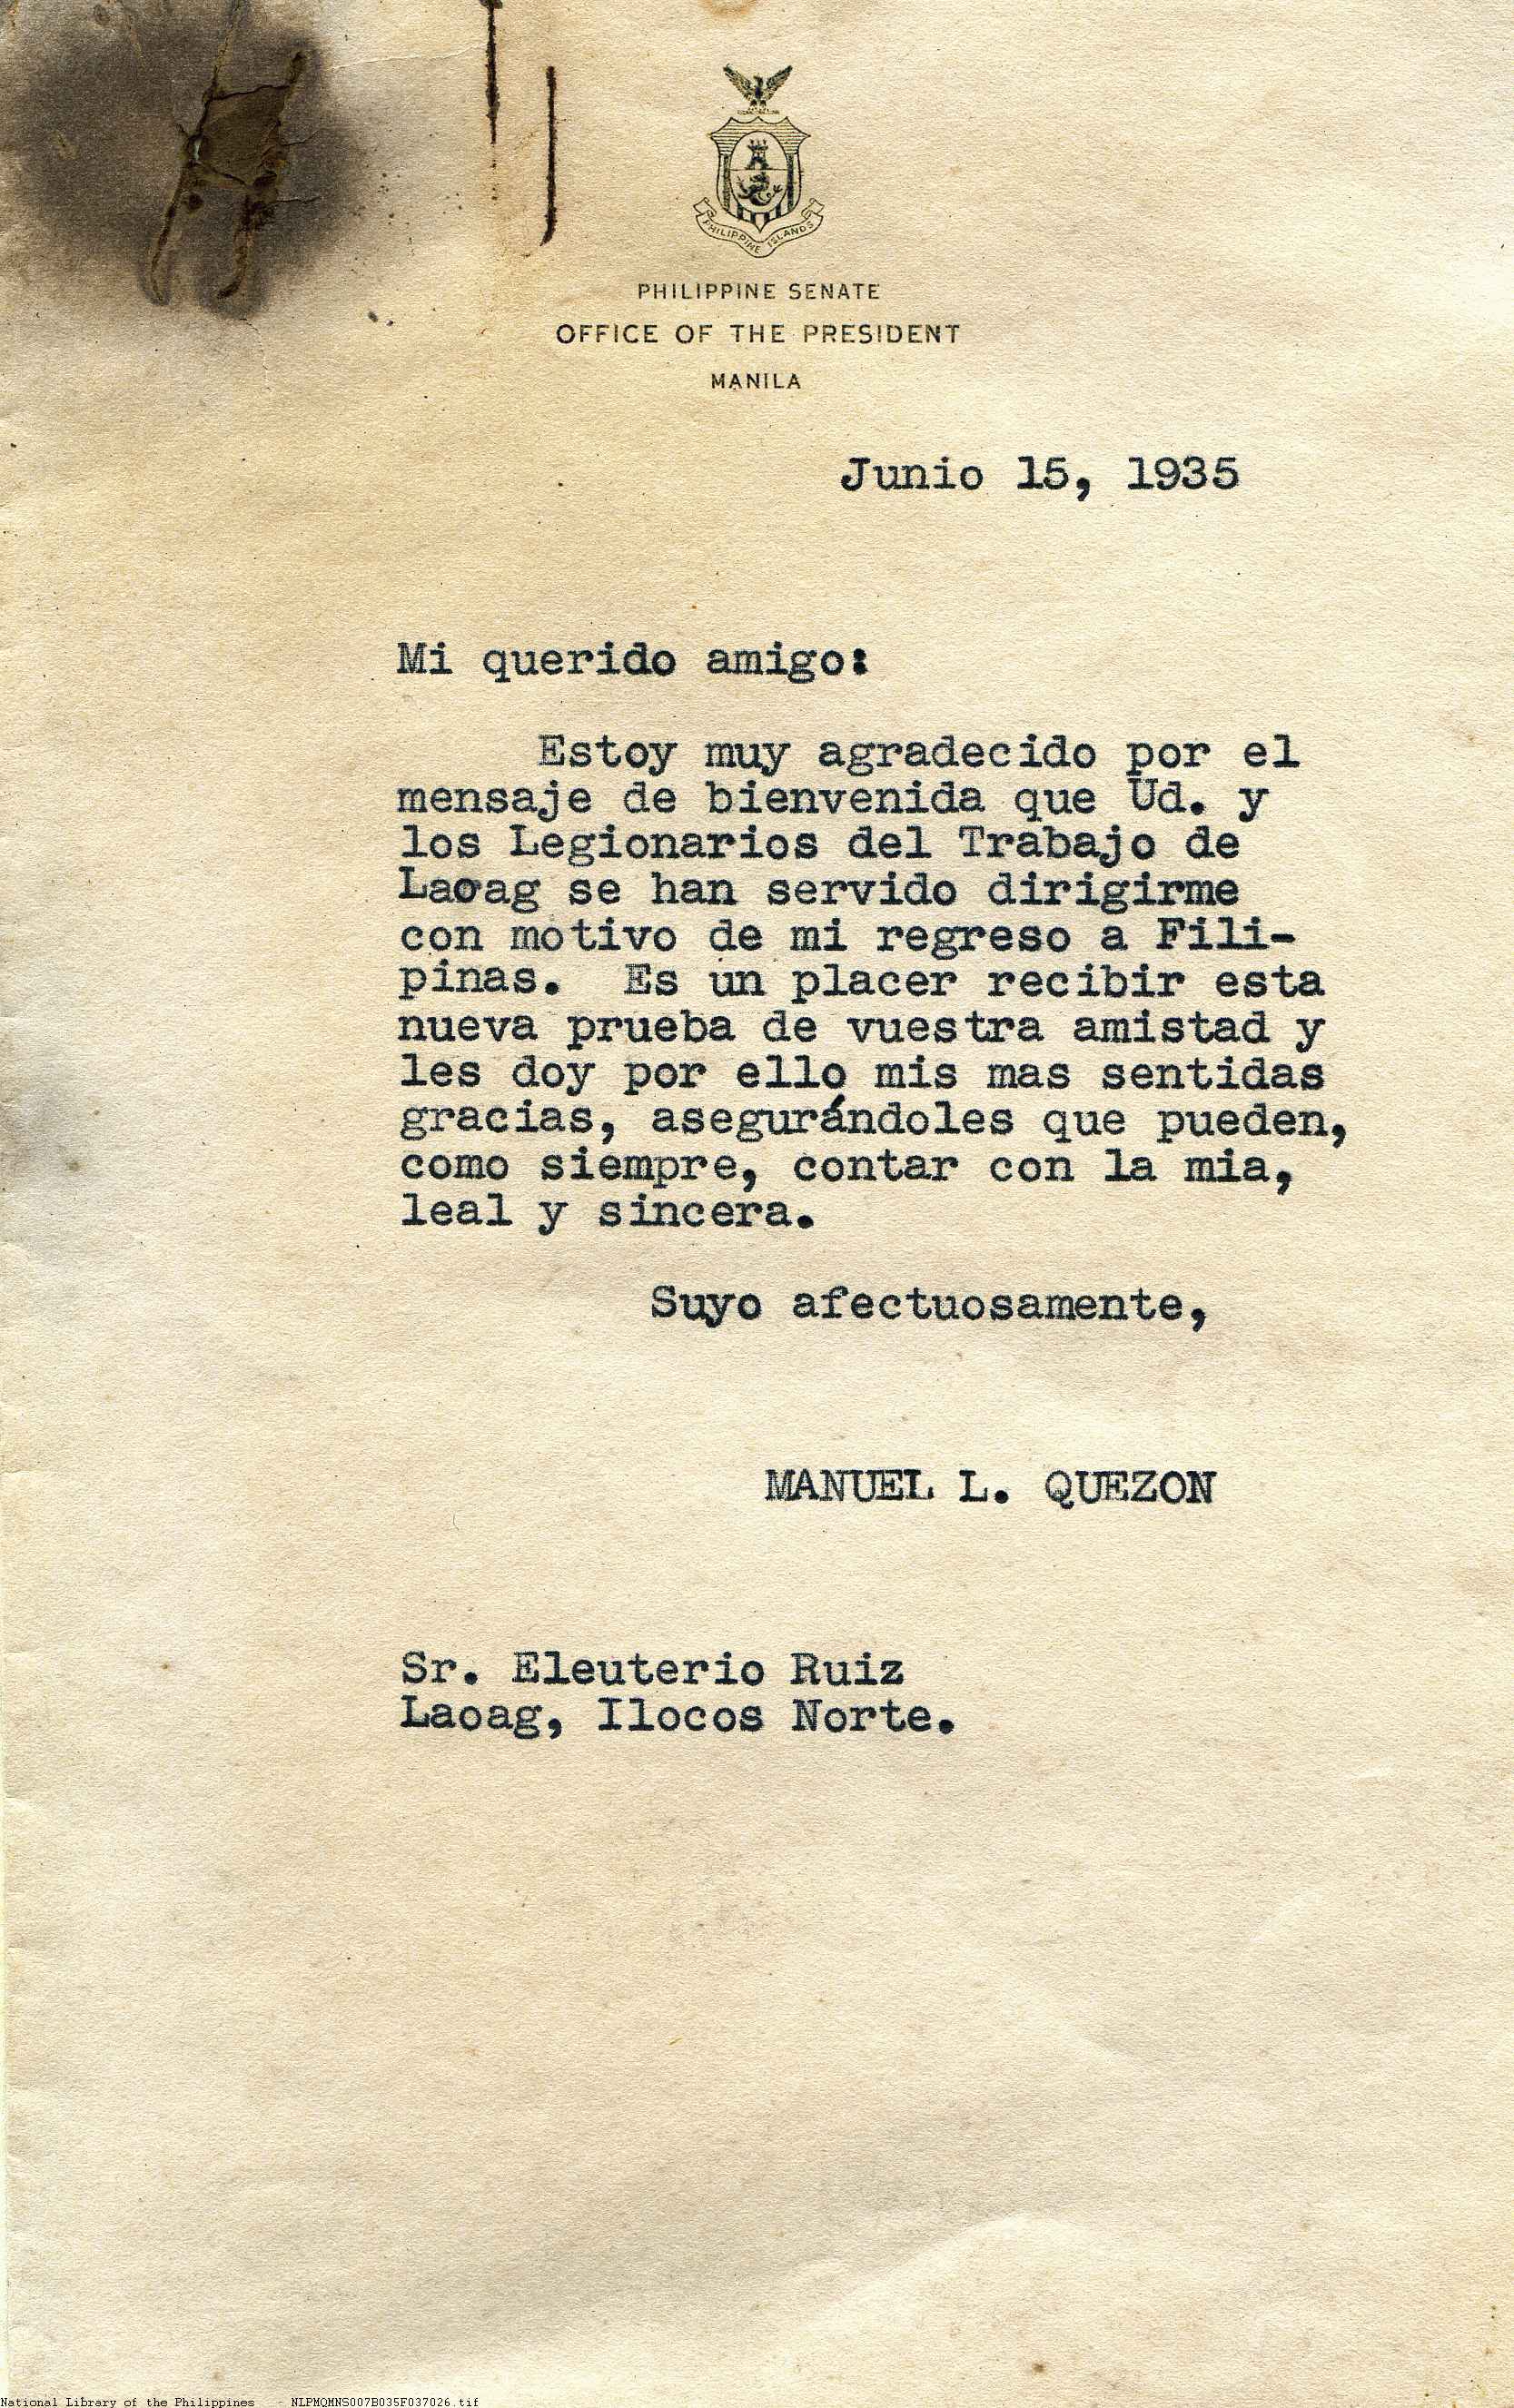 PHILIPPINE ISLANDS
PHILIPPINE SENATE
OFFICE OF THE PRESIDENT
MANILA
Junio 15, 1935
Mi querido amigo:
Estoy muy agradecido por el
mensaje de bienvenida que Ud. y
los Legionarios del Trabajo de
Laoag se han servido dirigirme
con motivo de mi regreso a Fili-
pinas. Es un placer recibir esta
nueva prueba de vuestra amistad y
les doy por ello mis mas sentidas
gracias, asegurándoles que pueden,
como siempre, contar con la mia,
leal y sincera.
Suyo afectuosamente,
MANUEL L. QUEZON
Sr. Eleuterio Ruiz
Laoag, Ilocos Norte.
National Library of the Philippines - NLPMQMNS007B035F037026.tif